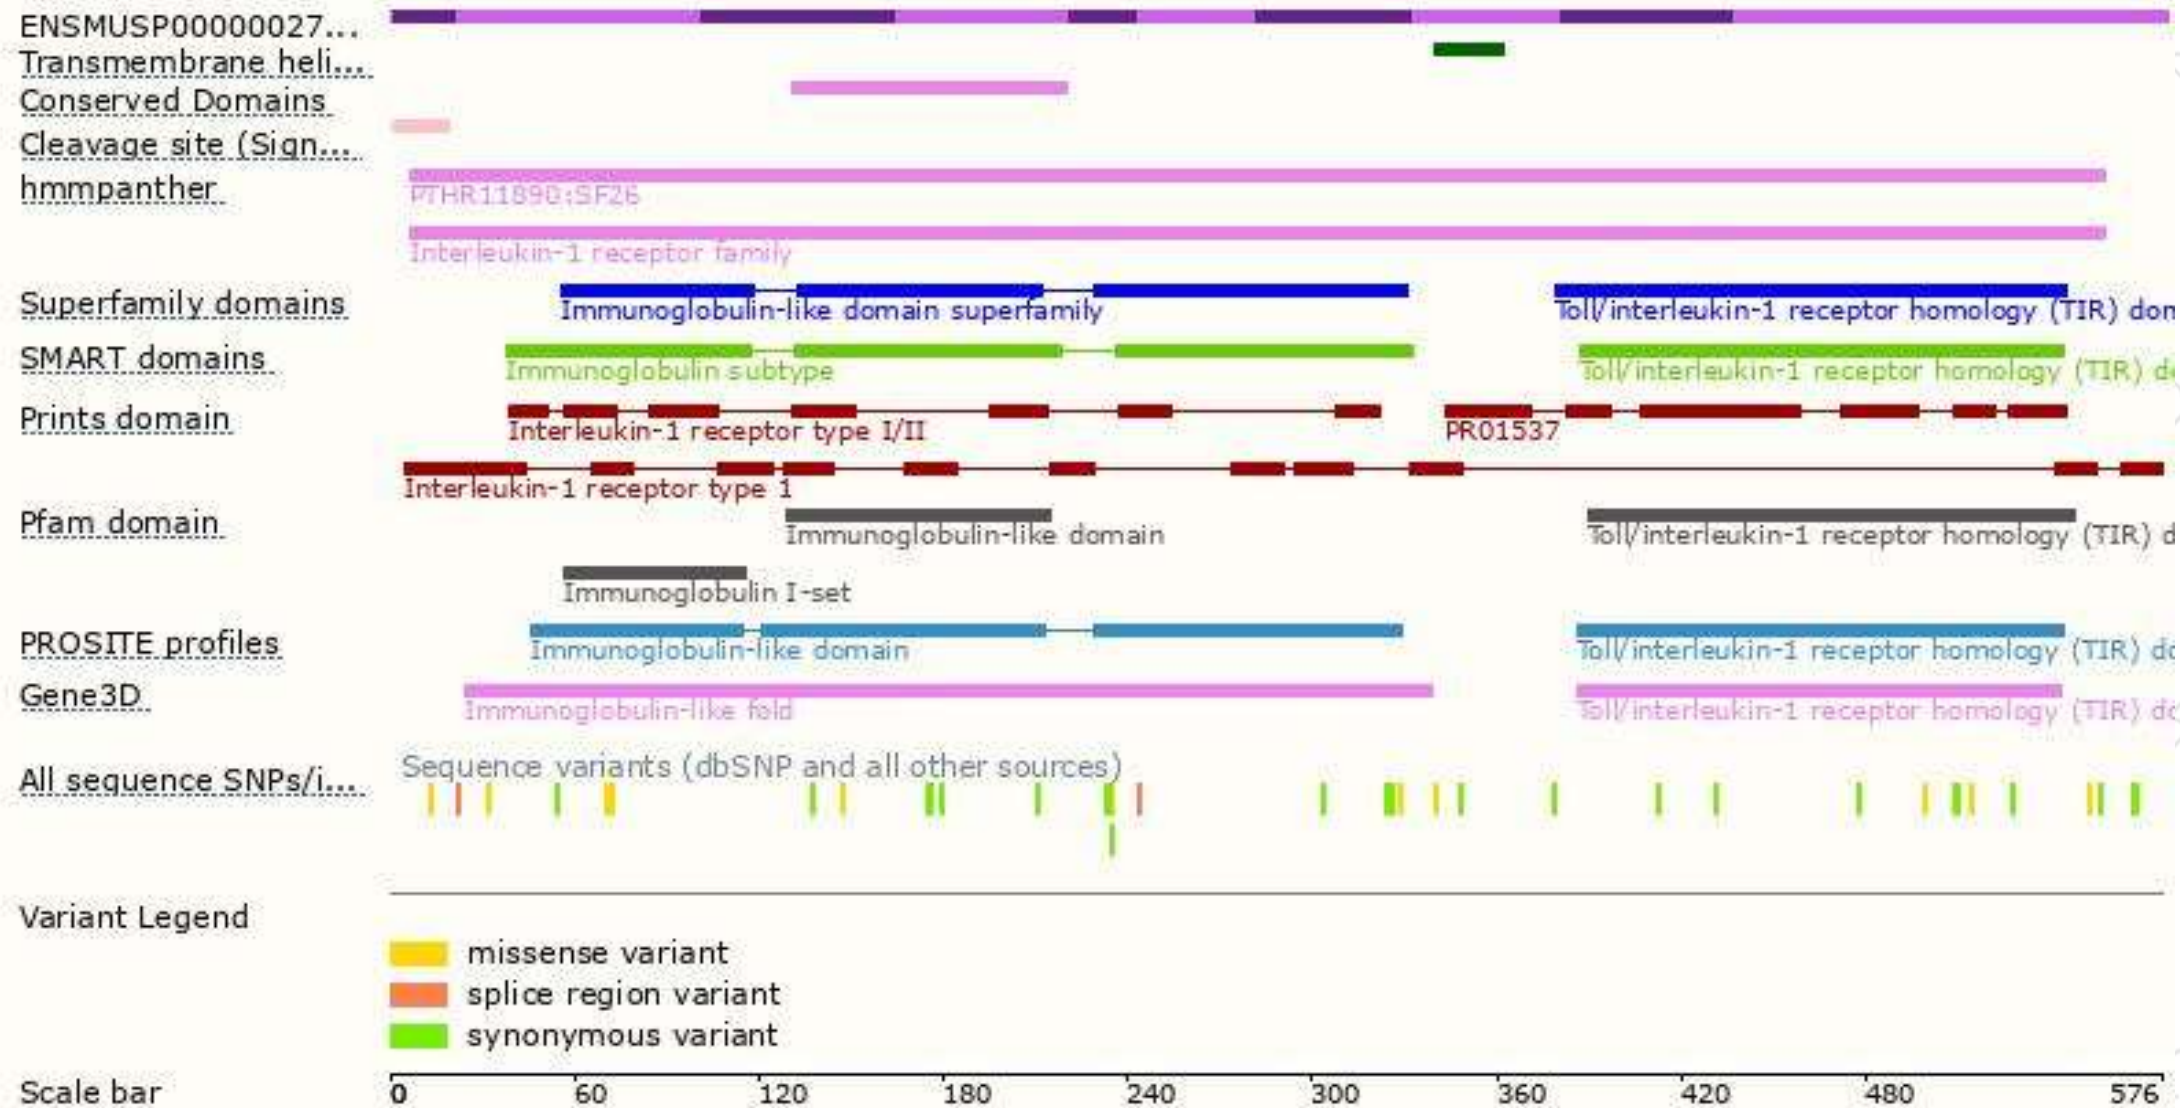 ENSMUSP00000027...
Transmembrane heli...
Conserved Domains
Cleavage site (Sign...
hmmpanther
PTHR11890:SF26
Interleukin-1 receptor family
Superfamily domains
Immunoglobulin-like domain superfamily
Toll/interleukin-1 receptor homology (TIR) don
SMART domains
Immunoglobulin subtype
Toll/interleukin-1 receptor homology (TIR) d
Prints domain
Interleukin-1 receptor type I/II
PR01537
Interleukin-1 receptor type 1
Pfam domain
Immunoglobulin-like domain
Toll/interleukin-1 receptor homology (TIR) d
Immunoglobulin I-set
PROSITE profiles
Immunoglobulin-like domain
Toll/interleukin-1 receptor homology (TIR) do
Gene3D
Immunoglobulin-like fold
Toll/interleukin-1 receptor homology (TIR) do
Sequence variants (dbSNP and all other sources)
All sequence SNPs/i...
Variant Legend
missense variant
splice region variant
synonymous variant
Scale bar 0 60 120 180 240 300 360 420 480 576